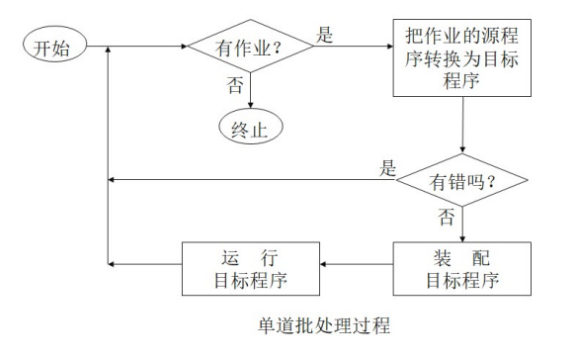 开始
有作业？
是
把作业的源程
序转换为目标
程序
否
终止
是
有错吗？
否
运 行
目标程序
装 配
目标程序
单道批处理过程